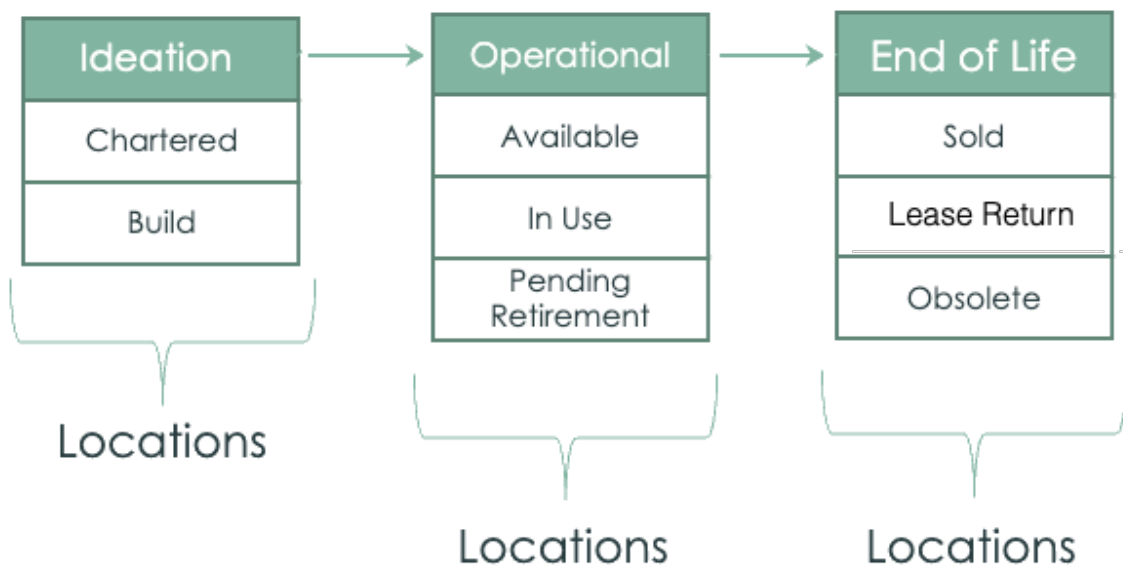 Ideation
Chartered
Build
Locations
Operational
Available
In Use
Pending
Retirement
Locations
End of Life
Sold
Lease Return
Obsolete
Locations